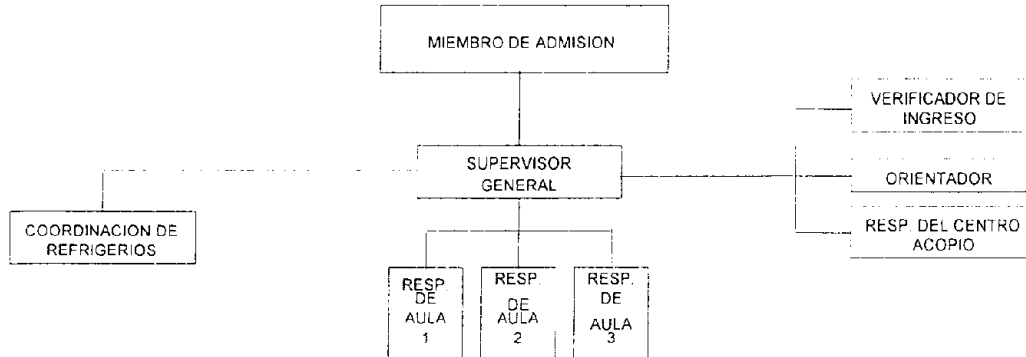 MIEMBRO DE ADMISION
VERIFICADOR DE
INGRESO
SUPERVISOR
GENERAL
ORIENTADOR
COORDINACION DE
REFRIGERIOS
RESP. DEL CENTRO
ACOPIO
RESP.
DE
AULA
1
RESP.
DE
AULA
2
RESP.
DE
AULA
3